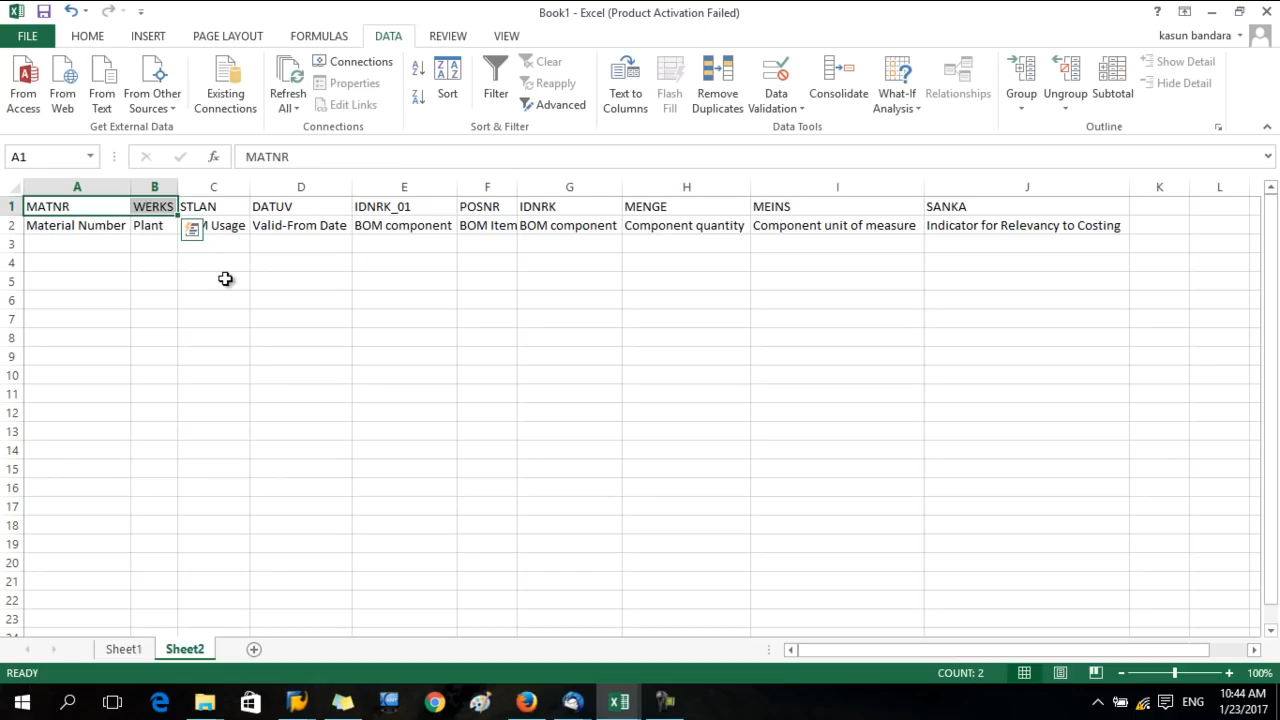 Book1 - Excel (Product Activation Failed)
FILE HOME INSERT PAGE LAYOUT FORMULAS DATA REVIEW VIEW kasun bandara
From Access From Web From Text From Other Sources Existing Connections Refresh All Connections Properties Edit Links Sort Filter Clear Reapply Advanced Text to Columns Flash Fill Remove Duplicates Data Validation Consolidate What-If Analysis Relationships Group Ungroup Subtotal Show Detail Hide Detail
Get External Data Connections Sort & Filter Data Tools Outline
A1 fx MATNR
A B C D E F G H I J K L
1 MATNR WERKS STLAN DATUV IDNRK_01 POSNR IDNRK MENGE MEINS SANKA
2 Material Number Plant M Usage Valid-From Date BOM component BOM Item BOM component Component quantity Component unit of measure Indicator for Relevancy to Costing
3
4
5
6
7
8
9
10
11
12
13
14
15
16
17
18
19
20
21
22
23
Sheet1 Sheet2
READY COUNT: 2 100%
ENG 10:44 AM
1/23/2017